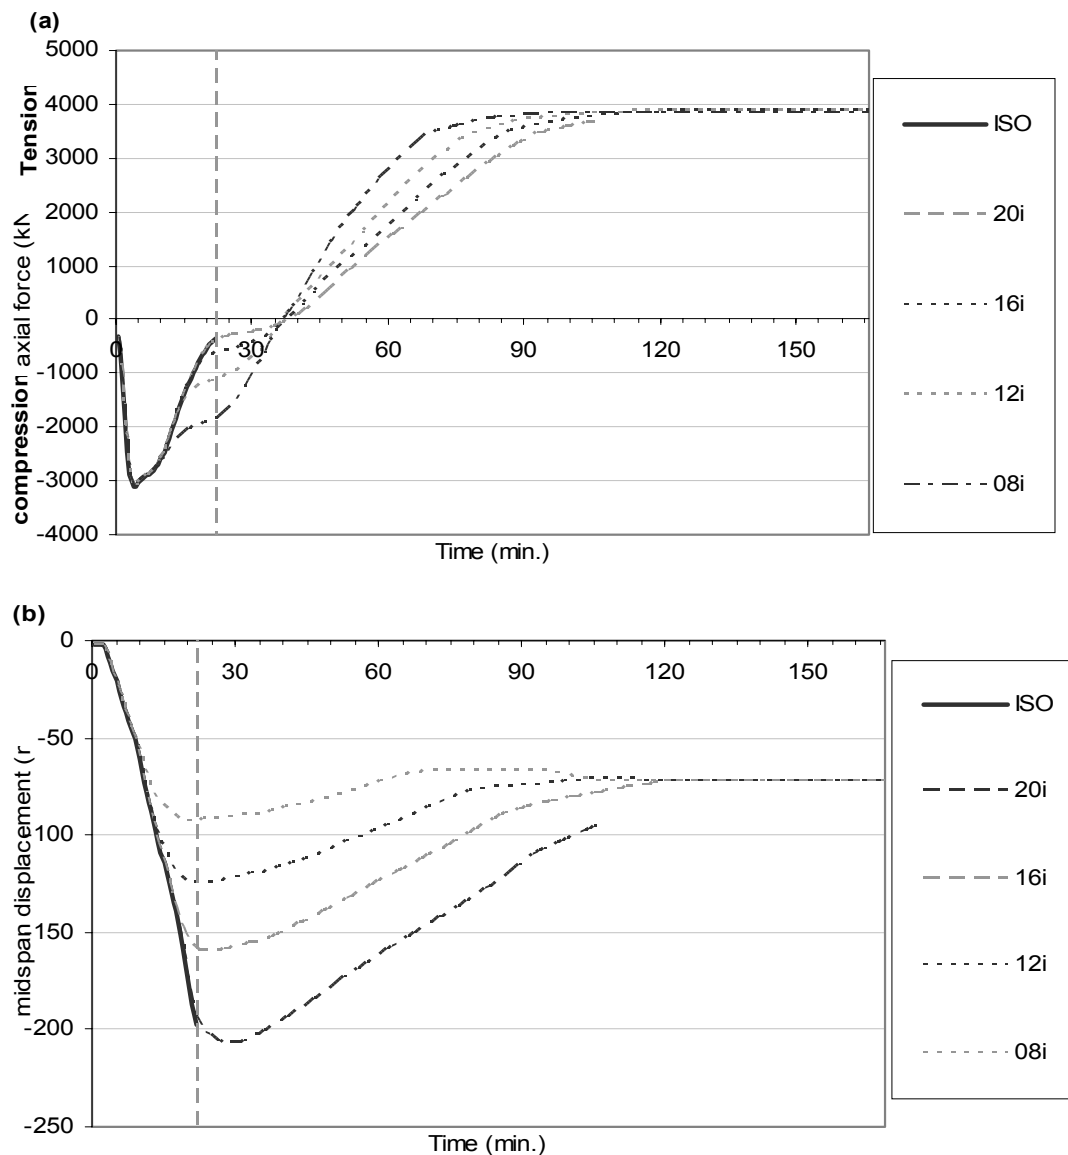 (a)
Tension
compression axial force (kN
5000
4000
3000
2000
1000
0
-1000
-2000
-3000
-4000
0 30 60 90 120 150
Time (min.)
ISO
20i
16i
12i
08i
(b)
midspan displacement (r
0
-50
-100
-150
-200
-250
0 30 60 90 120 150
Time (min.)
ISO
20i
16i
12i
08i